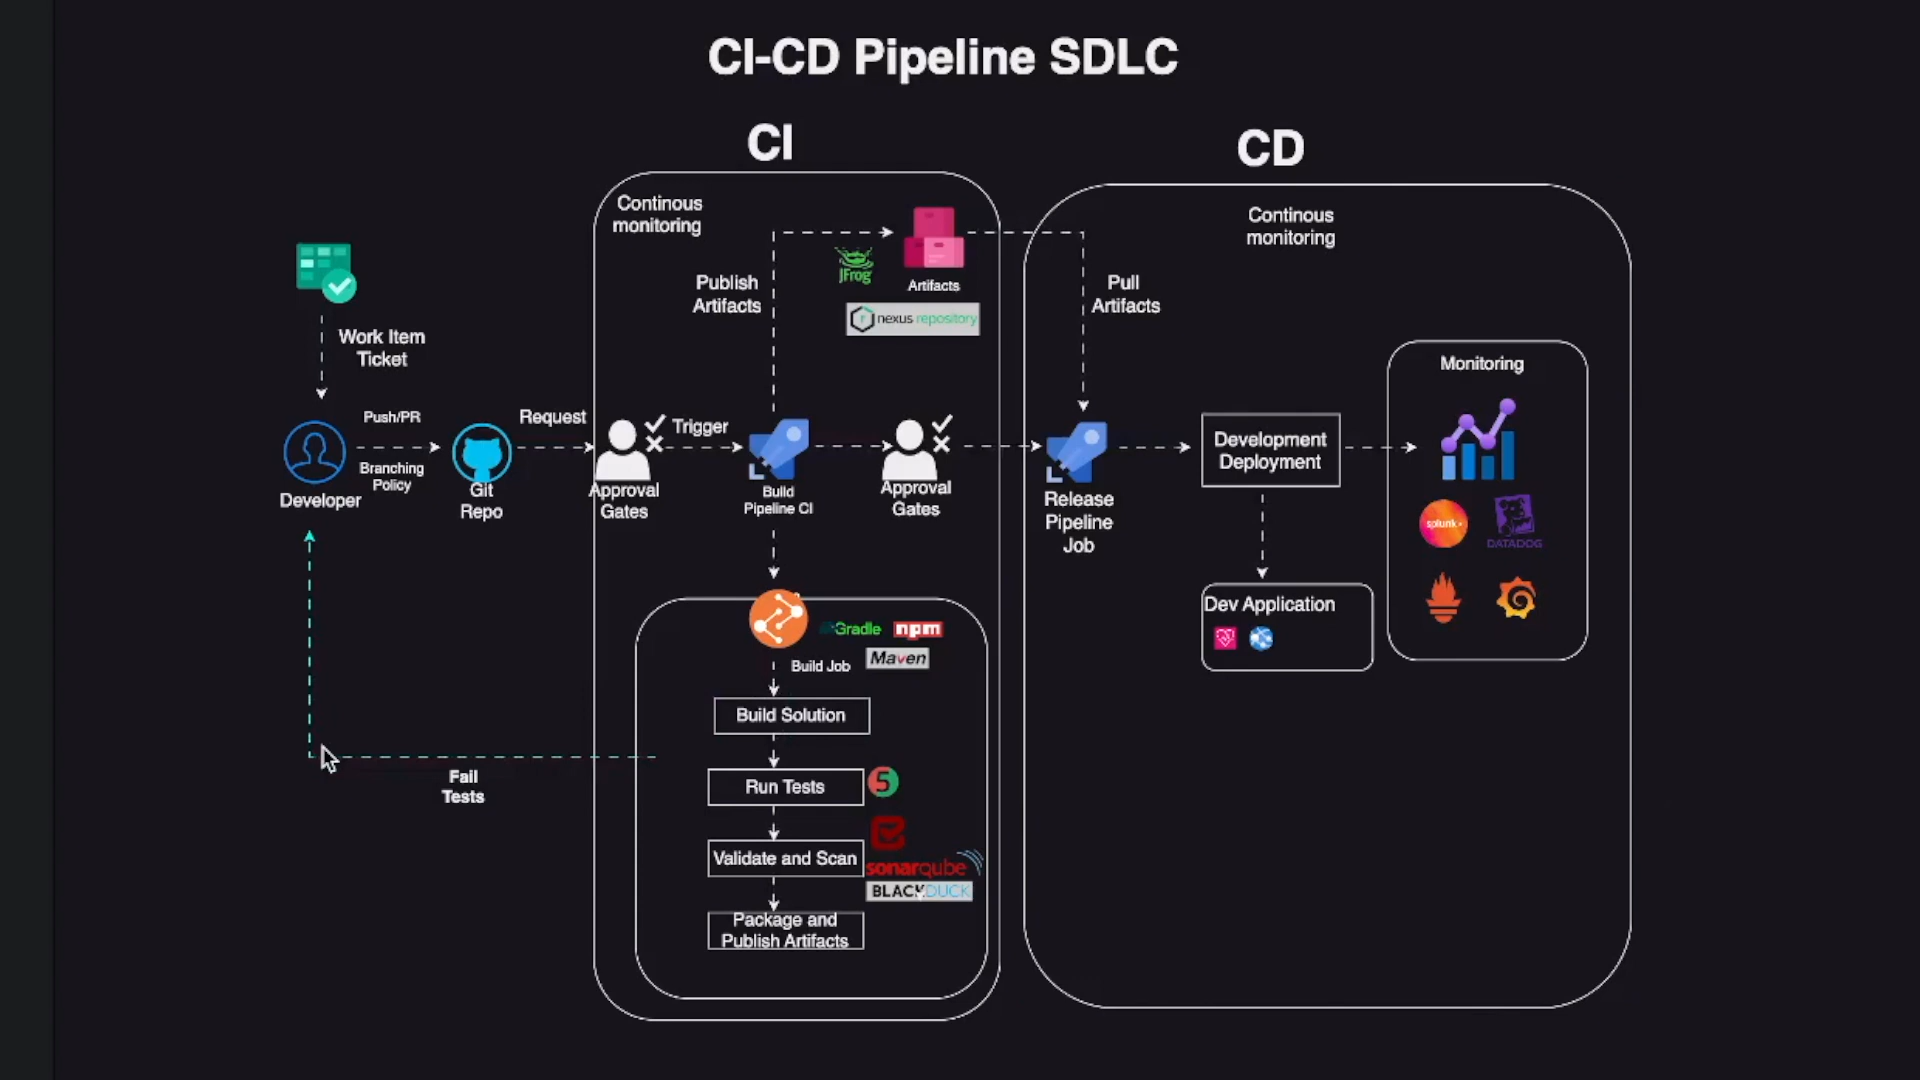 CI-CD Pipeline SDLC
CI
CD
Continous
monitoring
Continous
monitoring
Publish
Artifacts
JFrog
Artifacts
nexus repository
Pull
Artifacts
Work Item
Ticket
Monitoring
Push/PR
Branching
Policy
Developer
Git
Repo
Request
Approval
Gates
Trigger
Build
Pipeline CI
Approval
Gates
Release
Pipeline
Job
Development
Deployment
splunk>
DATADOG
Dev Application
Gradle
npm
Maven
Build Job
Build Solution
Run Tests
5
Validate and Scan
sonarqube
BLACKDUCK
Package and
Publish Artifacts
Fail
Tests